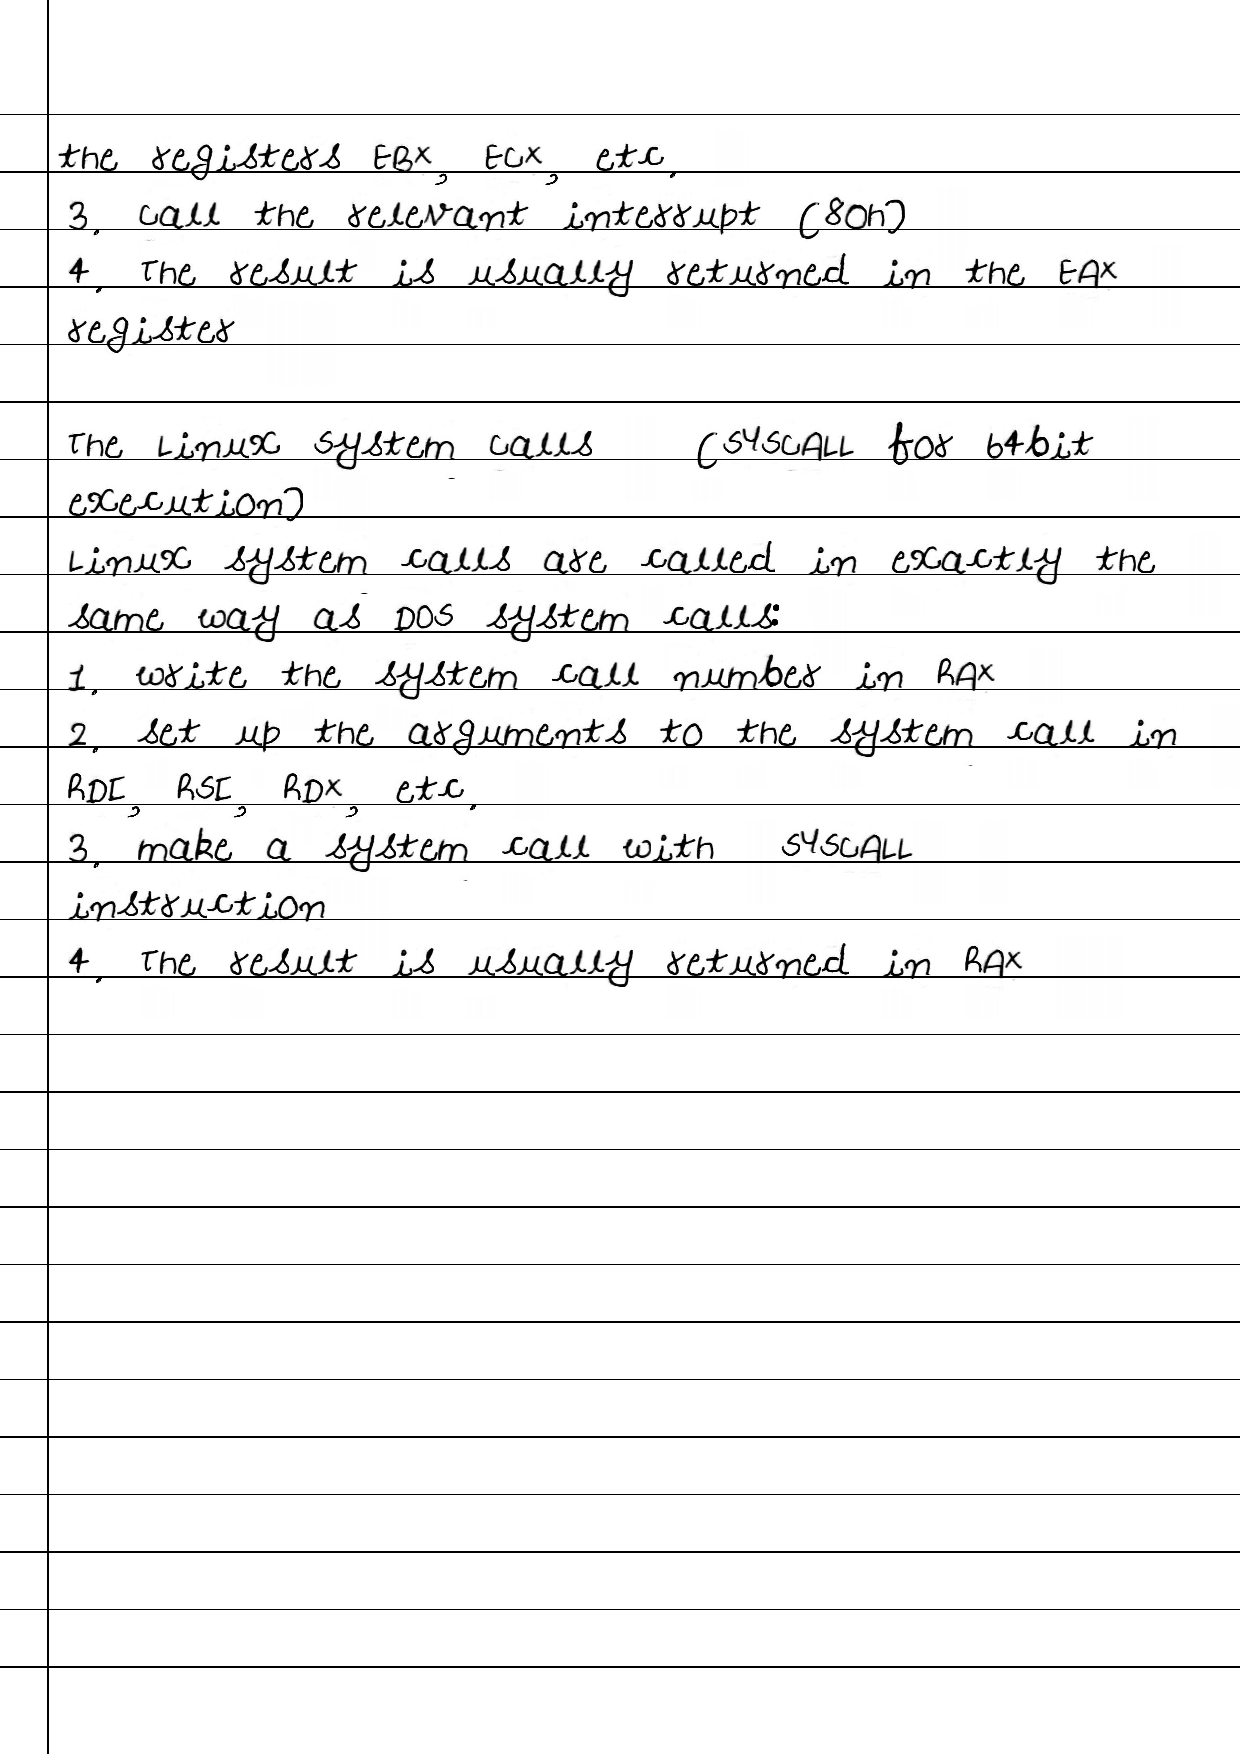 the registers EBX, ECX, etc.
3. call the relevant interrupt (80h)
4. The result is usually returned in the EAX
register
The Linux system calls (SYSCALL for 64bit
execution)
Linux system calls are called in exactly the
same way as DOS system calls:
1. write the system call number in RAX
2. set up the arguments to the system call in
RDI, RSI, RDX, etc.
3. make a system call with SYSCALL
instruction
4. The result is usually returned in RAX